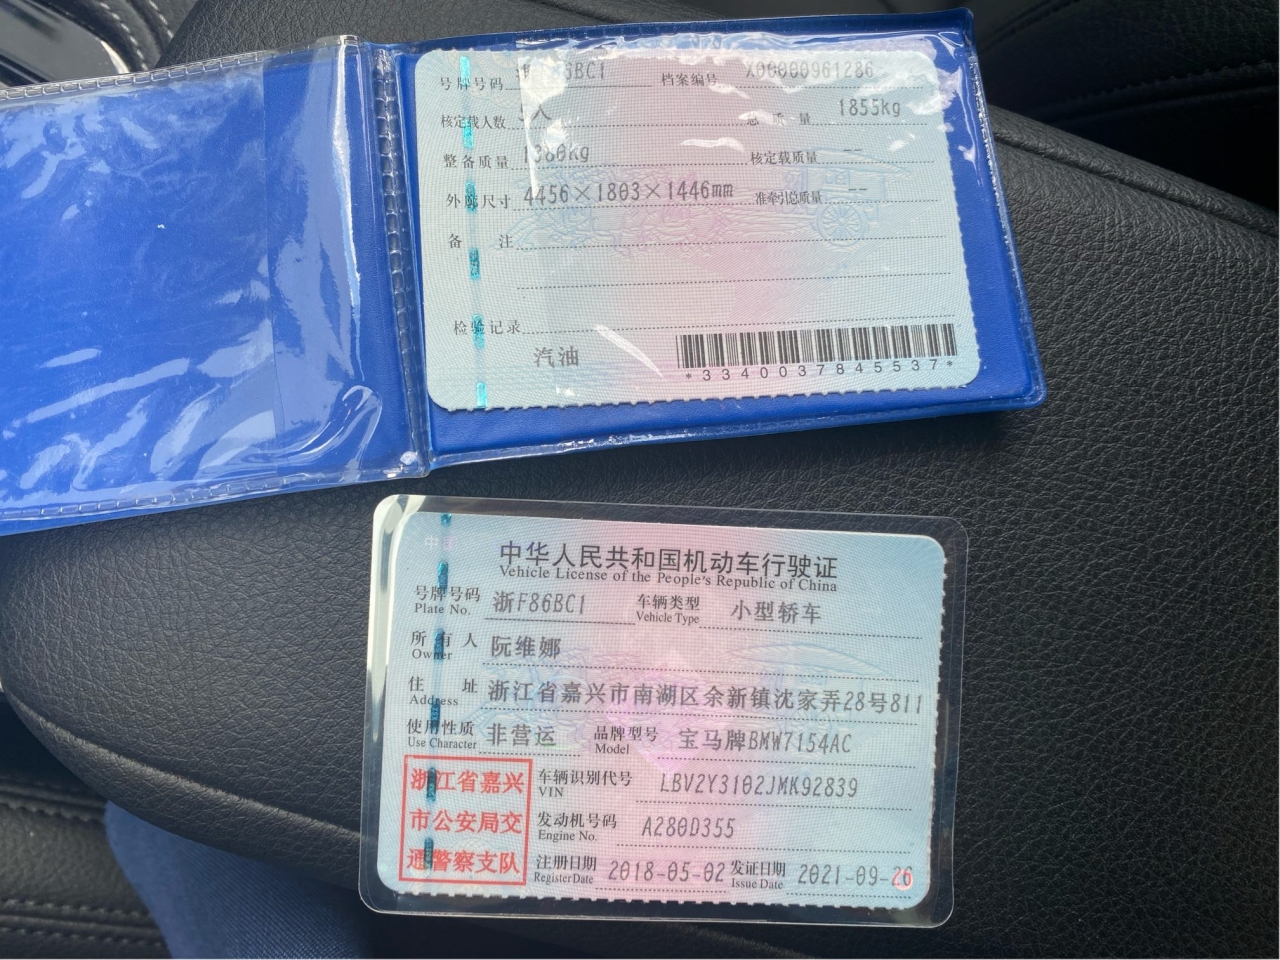 号牌号码 86BC1 档案编号 X00000961286
核定载人数 5人 总质量 1855kg
整备质量 1380kg 核定载质量 --
外廓尺寸 4456×1803×1446mm 准牵引总质量 --
备注
检验记录
汽油
*3340037845537*
中华人民共和国机动车行驶证
Vehicle License of the People's Republic of China
号牌号码 浙F86BC1 车辆类型 小型轿车
Plate No. Vehicle Type
所有人 阮维娜
Owner
住址 浙江省嘉兴市南湖区余新镇沈家弄28号811
Address
使用性质 非营运 品牌型号 宝马牌BMW7154AC
Use Character Model
浙江省嘉兴 车辆识别代号 LBV2Y3102JMK92839
VIN
市公安局交 发动机号码 A280D355
Engine No.
通警察支队 注册日期 2018-05-02 发证日期 2021-09-26
Register Date Issue Date